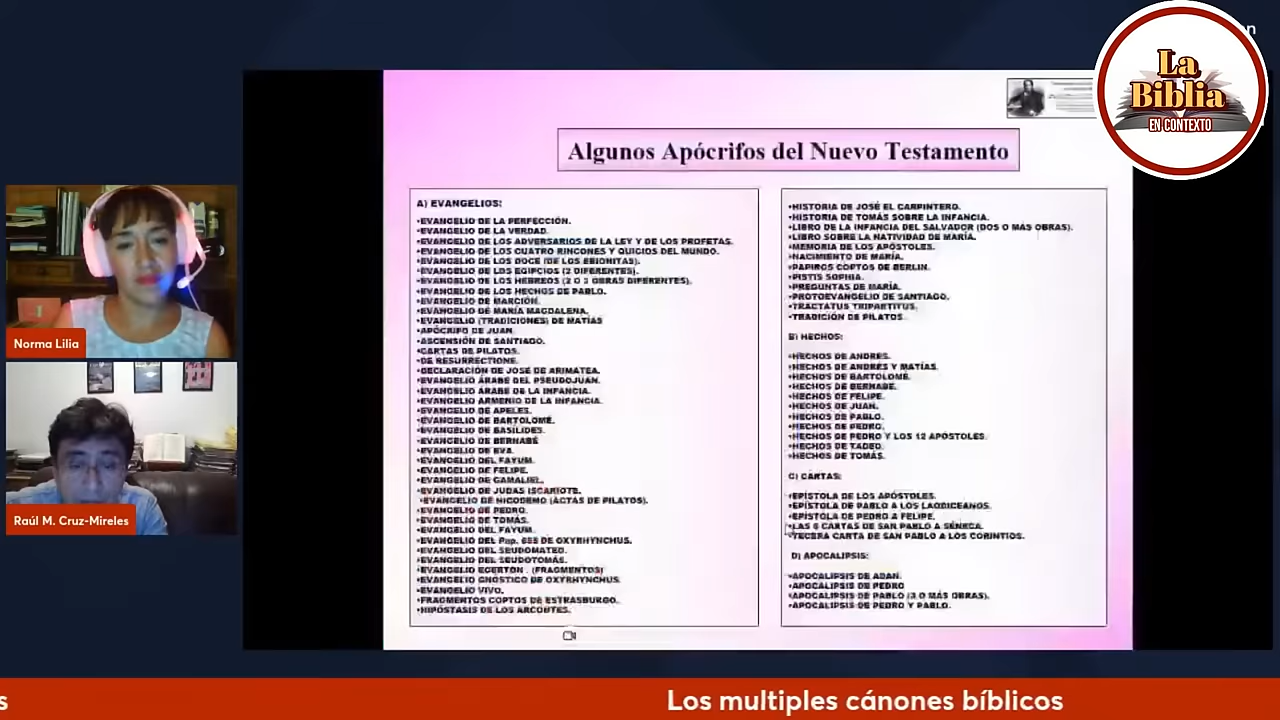 La
Biblia
EN CONTEXTO
Algunos Apócrifos del Nuevo Testamento
A) EVANGELIOS:
•EVANGELIO DE LA PERFECCIÓN.
•EVANGELIO DE LA VERDAD.
•EVANGELIO DE LOS ADVERSARIOS DE LA LEY Y DE LOS PROFETAS.
•EVANGELIO DE LOS CUATRO RINCONES Y QUICIOS DEL MUNDO.
•EVANGELIO DE LOS DOCE (DE LOS EBIONITAS).
•EVANGELIO DE LOS EGIPCIOS (2 DIFERENTES).
•EVANGELIO DE LOS HEBREOS (2 O 3 OBRAS DIFERENTES).
•EVANGELIO DE LOS HECHOS DE PABLO.
•EVANGELIO DE MARCIÓN.
•EVANGELIO DE MARÍA MAGDALENA.
•EVANGELIO (TRADICIONES) DE MATÍAS
•APÓCRIFO DE JUAN.
•ASCENSIÓN DE SANTIAGO.
•CARTAS DE PILATOS.
•DE RESURRECTIONE.
•DECLARACIÓN DE JOSÉ DE ARIMATEA.
•EVANGELIO ÁRABE DEL PSEUDOJUAN.
•EVANGELIO ÁRABE DE LA INFANCIA.
•EVANGELIO ARMENIO DE LA INFANCIA.
•EVANGELIO DE APELES.
•EVANGELIO DE BARTOLOMÉ.
•EVANGELIO DE BASÍLIDES.
•EVANGELIO DE BERNABÉ
•EVANGELIO DE EVA.
•EVANGELIO DEL FAYUM.
•EVANGELIO DE FELIPE.
•EVANGELIO DE GAMALIEL.
•EVANGELIO DE JUDAS ISCARIOTE.
•EVANGELIO DE NICODEMO (ACTAS DE PILATOS).
•EVANGELIO DE PEDRO.
•EVANGELIO DE TOMÁS.
•EVANGELIO DEL FAYUM.
•EVANGELIO DEL Pap. 655 DE OXYRHYNCHUS.
•EVANGELIO DEL SEUDOMATEO.
•EVANGELIO DEL SEUDOTOMÁS.
•EVANGELIO EGERTON . (FRAGMENTOS)
•EVANGELIO GNÓSTICO DE OXYRHYNCHUS.
•EVANGELIO VIVO.
•FRAGMENTOS COPTOS DE ESTRASBURGO.
•HIPÓSTASIS DE LOS ARCONTES.
•HISTORIA DE JOSÉ EL CARPINTERO.
•HISTORIA DE TOMÁS SOBRE LA INFANCIA.
•LIBRO DE LA INFANCIA DEL SALVADOR (DOS O MÁS OBRAS).
•LIBRO SOBRE LA NATIVIDAD DE MARÍA.
•MEMORIA DE LOS APÓSTOLES.
•NACIMIENTO DE MARÍA.
•PAPIROS COPTOS DE BERLIN.
•PISTIS SOPHIA.
•PREGUNTAS DE MARÍA.
•PROTOEVANGELIO DE SANTIAGO.
•TRACTATUS TRIPARTITUS.
•TRADICIÓN DE PILATOS.
B) HECHOS:
•HECHOS DE ANDRÉS.
•HECHOS DE ANDRÉS Y MATÍAS.
•HECHOS DE BARTOLOMÉ.
•HECHOS DE BERNABÉ.
•HECHOS DE FELIPE.
•HECHOS DE JUAN.
•HECHOS DE PABLO.
•HECHOS DE PEDRO.
•HECHOS DE PEDRO Y LOS 12 APÓSTOLES.
•HECHOS DE TADEO.
•HECHOS DE TOMÁS.
C) CARTAS:
•EPÍSTOLA DE LOS APÓSTOLES.
•EPÍSTOLA DE PABLO A LOS LAODICEANOS.
•EPÍSTOLA DE PEDRO A FELIPE.
•LAS 6 CARTAS DE SAN PABLO A SÉNECA.
•TECERA CARTA DE SAN PABLO A LOS CORINTIOS.
D) APOCALIPSIS:
•APOCALIPSIS DE ADÁN.
•APOCALIPSIS DE PEDRO
•APOCALIPSIS DE PABLO (3 O MÁS OBRAS).
•APOCALIPSIS DE PEDRO Y PABLO.
Norma Lilia
Raúl M. Cruz-Mireles
s Los multiples cánones bíblicos